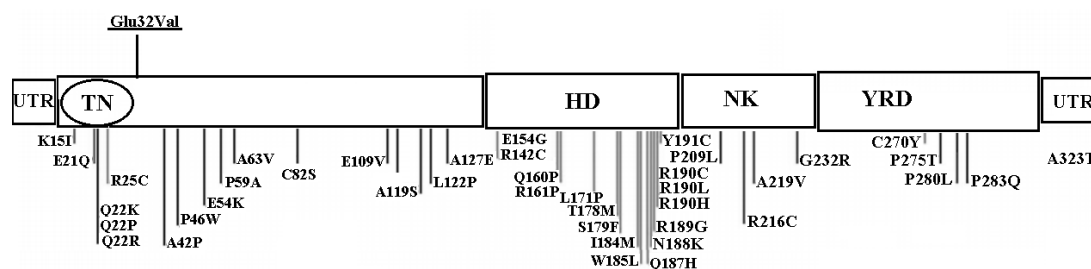 Glu32Val
UTR TN HD NK YRD UTR
K15I
E21Q
R25C
Q22K
Q22P
Q22R
A42P
P46W
E54K
P59A
A63V
C82S
E109V
A119S
L122P
A127E
E154G
R142C
Q160P
R161P
L171P
T178M
S179F
I184M
W185L
Q187H
N188K
R189G
Y191C
R190C
R190L
R190H
P209L
R216C
A219V
G232R
C270Y
P275T
P280L
P283Q
A323T